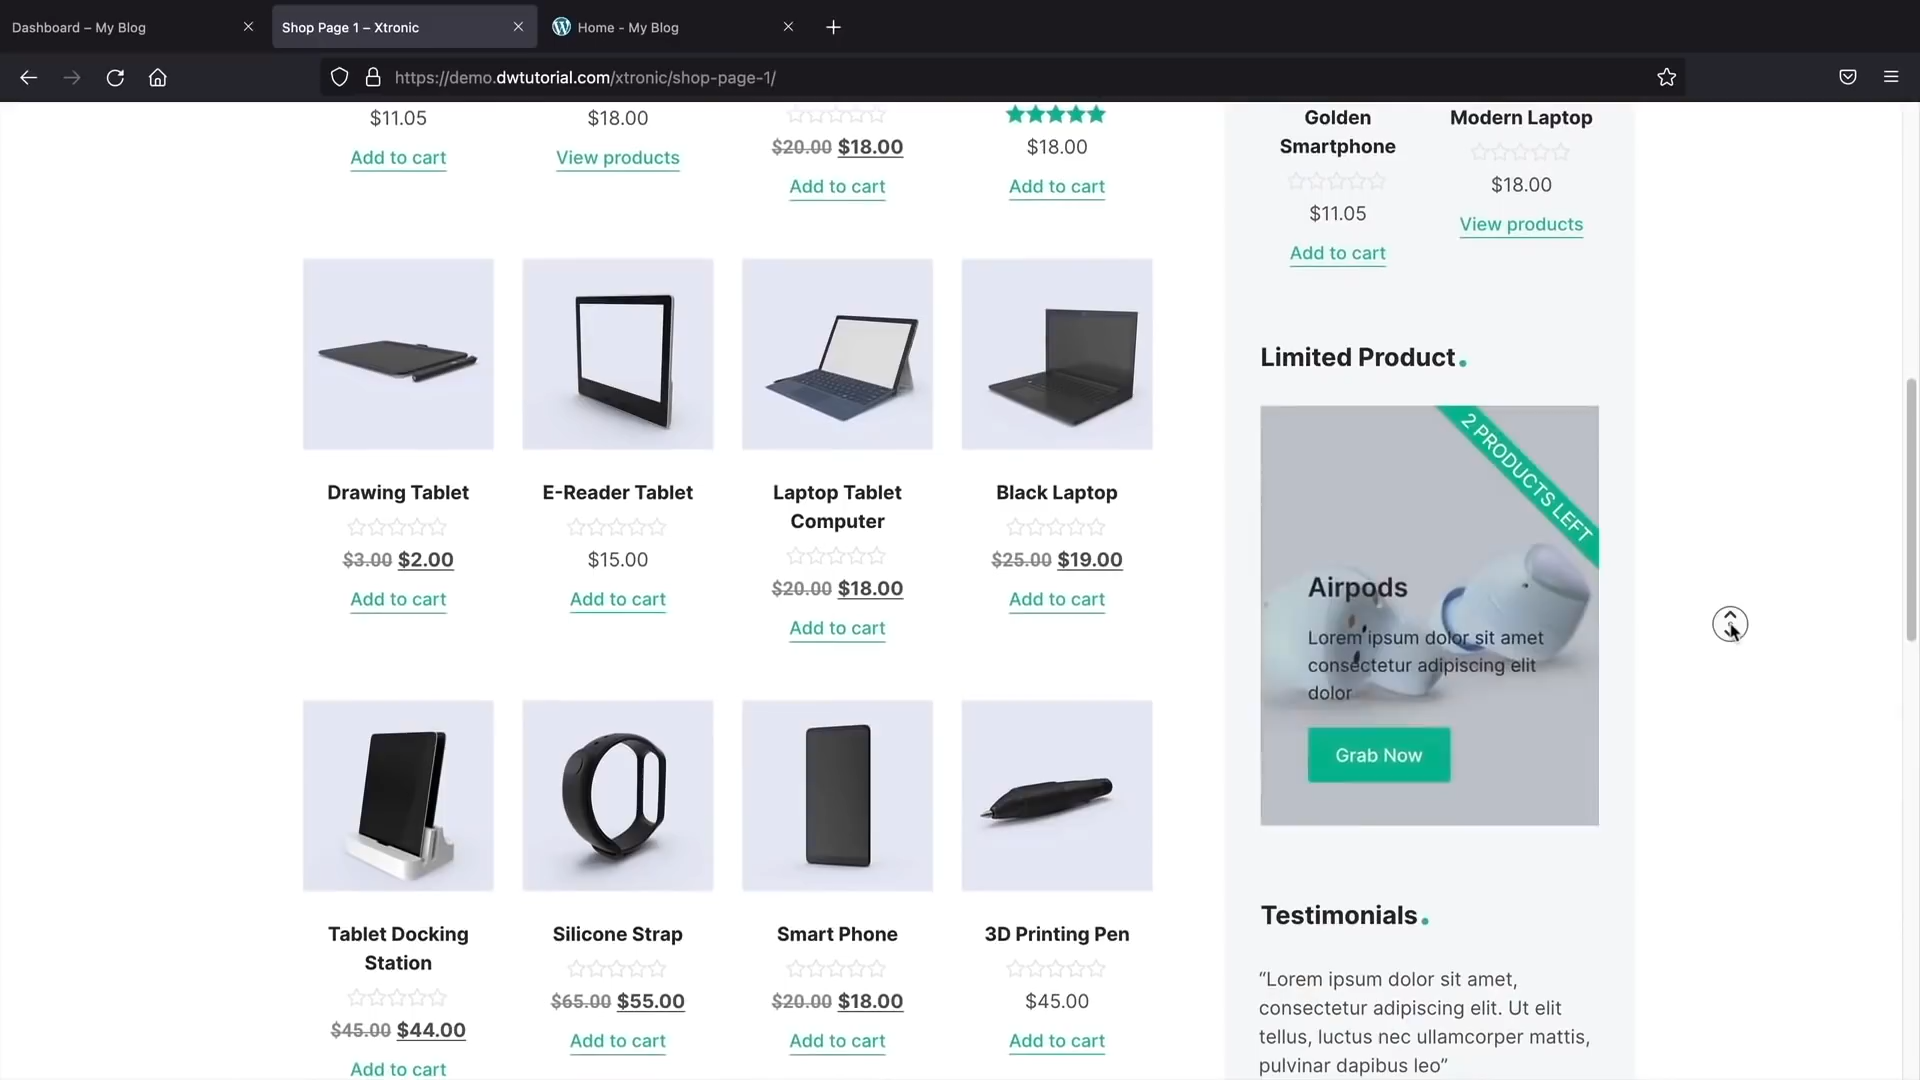 Dashboard – My Blog
Shop Page 1 – Xtronic
Home - My Blog
https://demo.dwtutorial.com/xtronic/shop-page-1/
$11.05
Add to cart
$18.00
View products
$20.00 $18.00
Add to cart
$18.00
Add to cart
Drawing Tablet
$3.00 $2.00
Add to cart
E-Reader Tablet
$15.00
Add to cart
Laptop Tablet
Computer
$20.00 $18.00
Add to cart
Black Laptop
$25.00 $19.00
Add to cart
Tablet Docking
Station
$45.00 $44.00
Add to cart
Silicone Strap
$65.00 $55.00
Add to cart
Smart Phone
$20.00 $18.00
Add to cart
3D Printing Pen
$45.00
Add to cart
Golden
Smartphone
$11.05
Add to cart
Modern Laptop
$18.00
View products
Limited Product.
2 PRODUCTS LEFT
Airpods
Lorem ipsum dolor sit amet
consectetur adipiscing elit
dolor
Grab Now
Testimonials.
“Lorem ipsum dolor sit amet,
consectetur adipiscing elit. Ut elit
tellus, luctus nec ullamcorper mattis,
pulvinar dapibus leo”